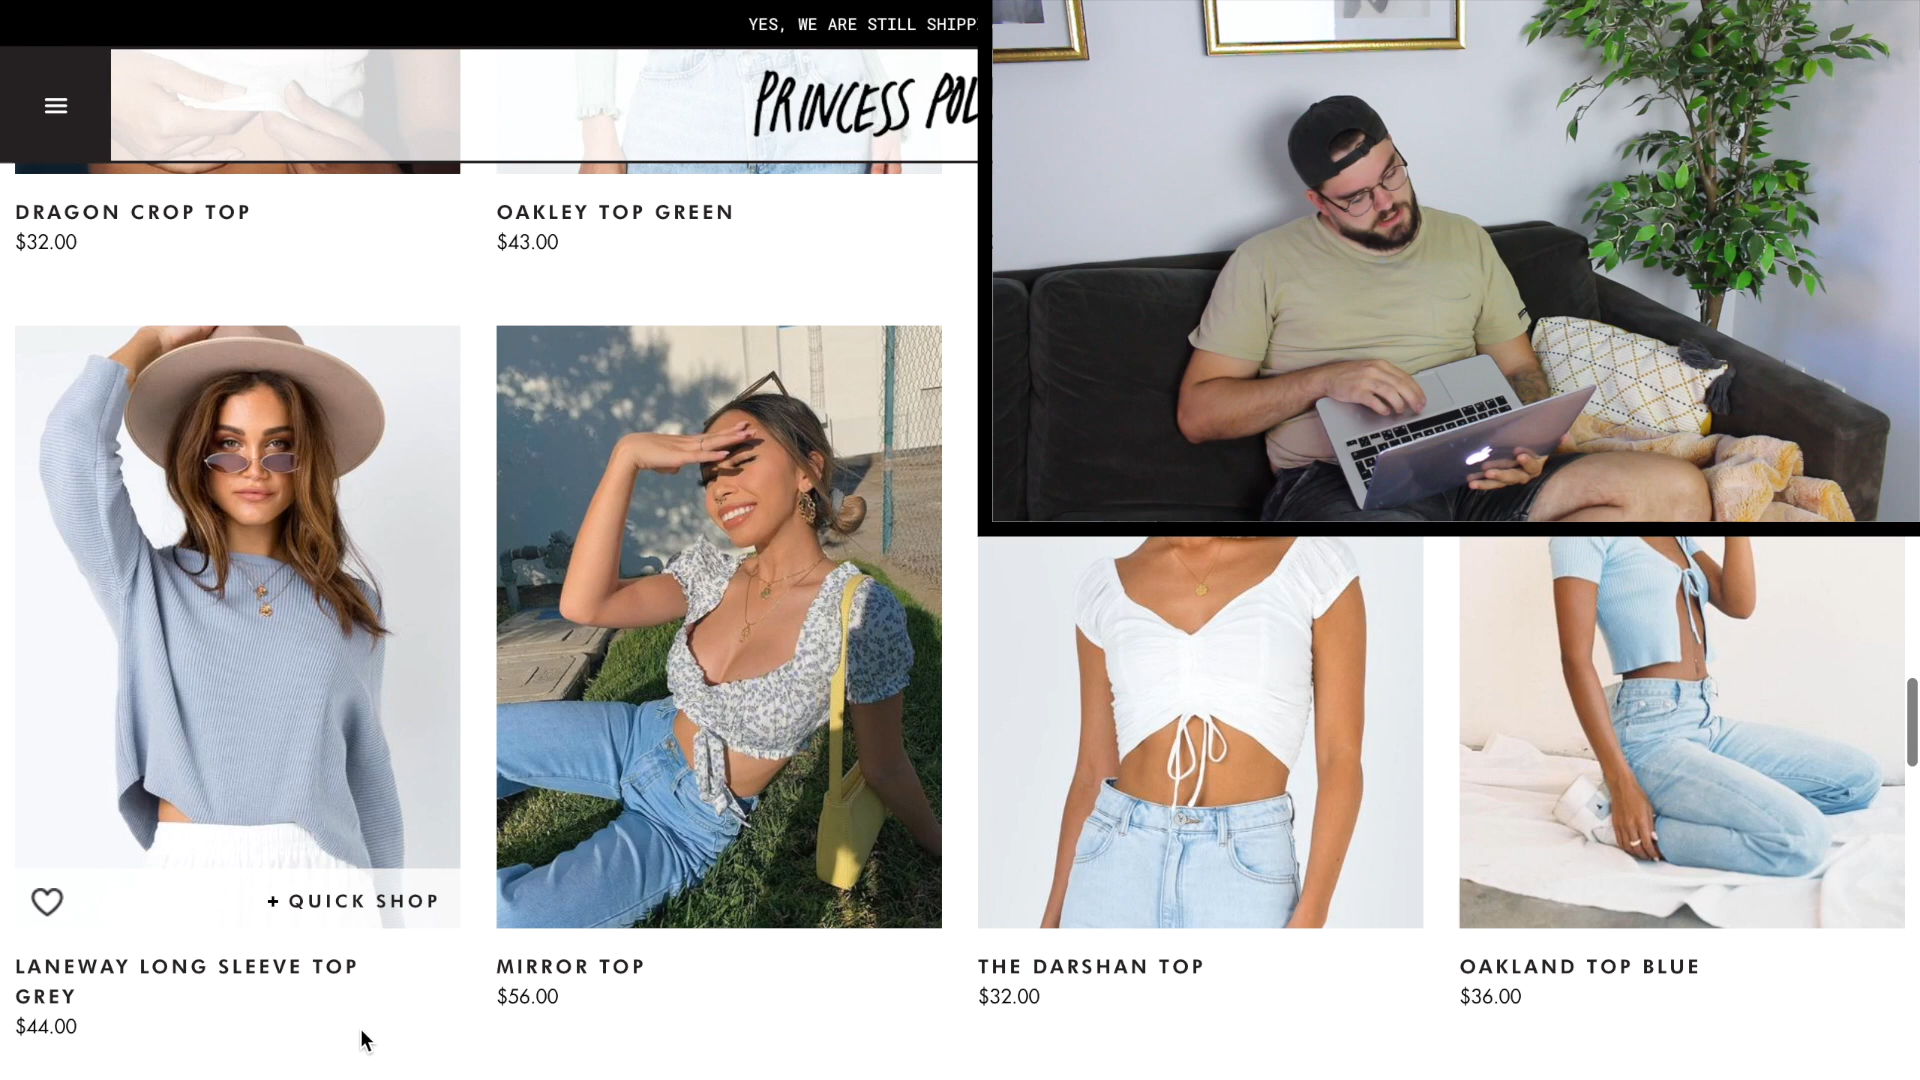 YES, WE ARE STILL SHIPP
PRINCESS POL
DRAGON CROP TOP
$32.00
OAKLEY TOP GREEN
$43.00
+ QUICK SHOP
LANEWAY LONG SLEEVE TOP
GREY
$44.00
MIRROR TOP
$56.00
THE DARSHAN TOP
$32.00
OAKLAND TOP BLUE
$36.00